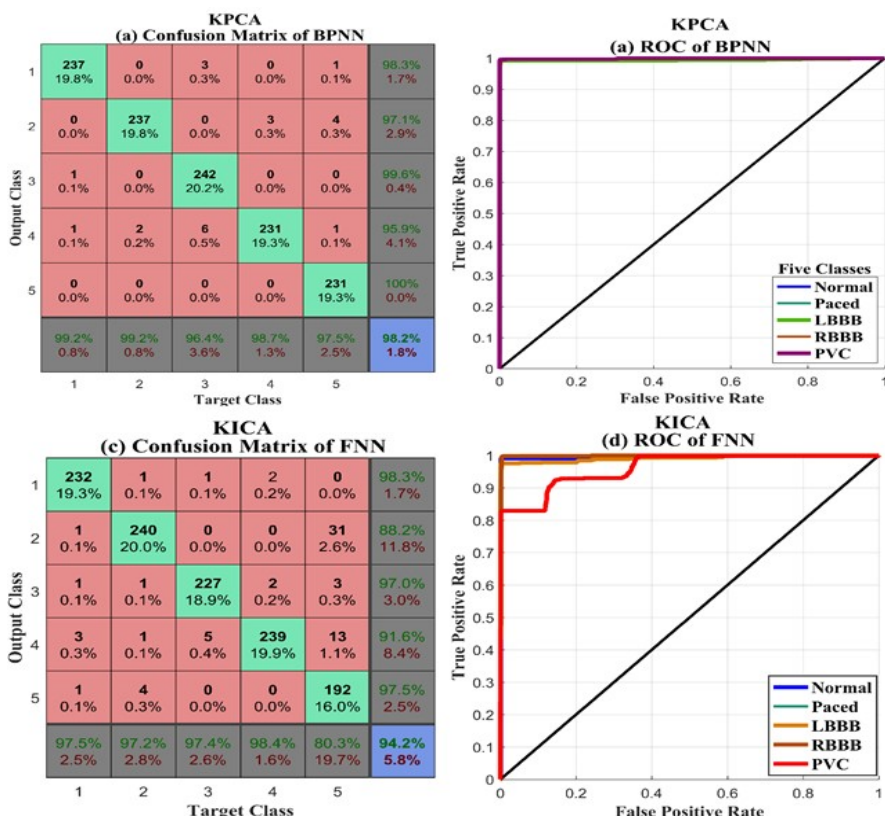 KPCA
(a) Confusion Matrix of BPNN
1 237 0 3 0 1 98.3%
19.8% 0.0% 0.3% 0.0% 0.1% 1.7%
2 0 237 0 3 4 97.1%
0.0% 19.8% 0.0% 0.3% 0.3% 2.9%
3 1 0 242 0 0 99.6%
0.1% 0.0% 20.2% 0.0% 0.0% 0.4%
4 1 2 6 231 1 95.9%
0.1% 0.2% 0.5% 19.3% 0.1% 4.1%
5 0 0 0 0 231 100%
0.0% 0.0% 0.0% 0.0% 19.3% 0.0%
99.2% 99.2% 96.4% 98.7% 97.5% 98.2%
0.8% 0.8% 3.6% 1.3% 2.5% 1.8%
1 2 3 4 5
Target Class
Output Class
KPCA
(a) ROC of BPNN
1
0.9
0.8
0.7
0.6
0.5
0.4
0.3
0.2
0.1
0
True Positive Rate
Five Classes
Normal
Paced
LBBB
RBBB
PVC
0 0.2 0.4 0.6 0.8 1
False Positive Rate
KICA
(c) Confusion Matrix of FNN
1 232 1 1 2 0 98.3%
19.3% 0.1% 0.1% 0.2% 0.0% 1.7%
2 1 240 0 0 31 88.2%
0.1% 20.0% 0.0% 0.0% 2.6% 11.8%
3 1 1 227 2 3 97.0%
0.1% 0.1% 18.9% 0.2% 0.3% 3.0%
4 3 1 5 239 13 91.6%
0.3% 0.1% 0.4% 19.9% 1.1% 8.4%
5 1 4 0 0 192 97.5%
0.1% 0.3% 0.0% 0.0% 16.0% 2.5%
97.5% 97.2% 97.4% 98.4% 80.3% 94.2%
2.5% 2.8% 2.6% 1.6% 19.7% 5.8%
1 2 3 4 5
Target Class
Output Class
KICA
(d) ROC of FNN
1
0.9
0.8
0.7
0.6
0.5
0.4
0.3
0.2
0.1
0
True Positive Rate
Normal
Paced
LBBB
RBBB
PVC
0 0.2 0.4 0.6 0.8 1
False Positive Rate